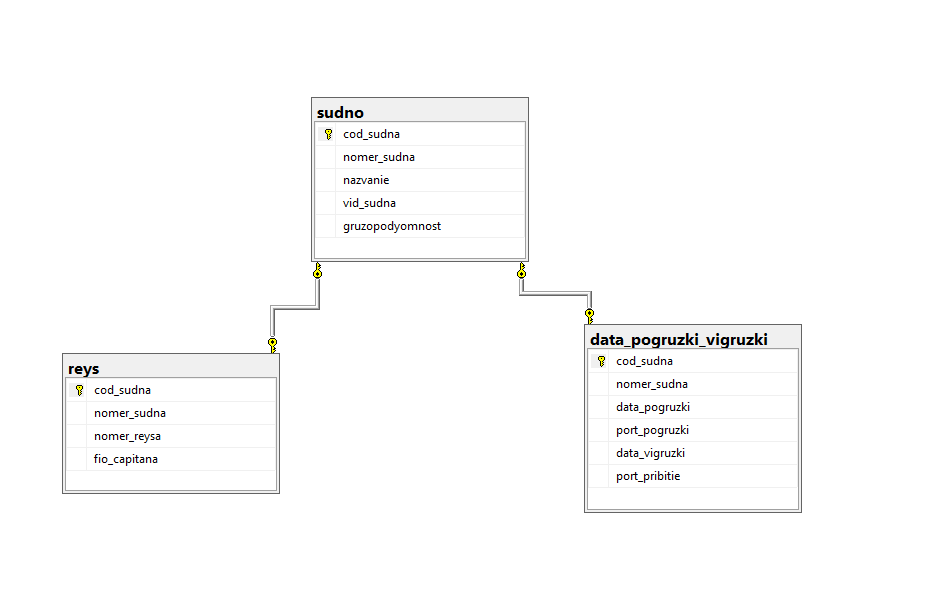 sudno
cod_sudna
nomer_sudna
nazvanie
vid_sudna
gruzopodyomnost
reys
cod_sudna
nomer_sudna
nomer_reysa
fio_capitana
data_pogruzki_vigruzki
cod_sudna
nomer_sudna
data_pogruzki
port_pogruzki
data_vigruzki
port_pribitie